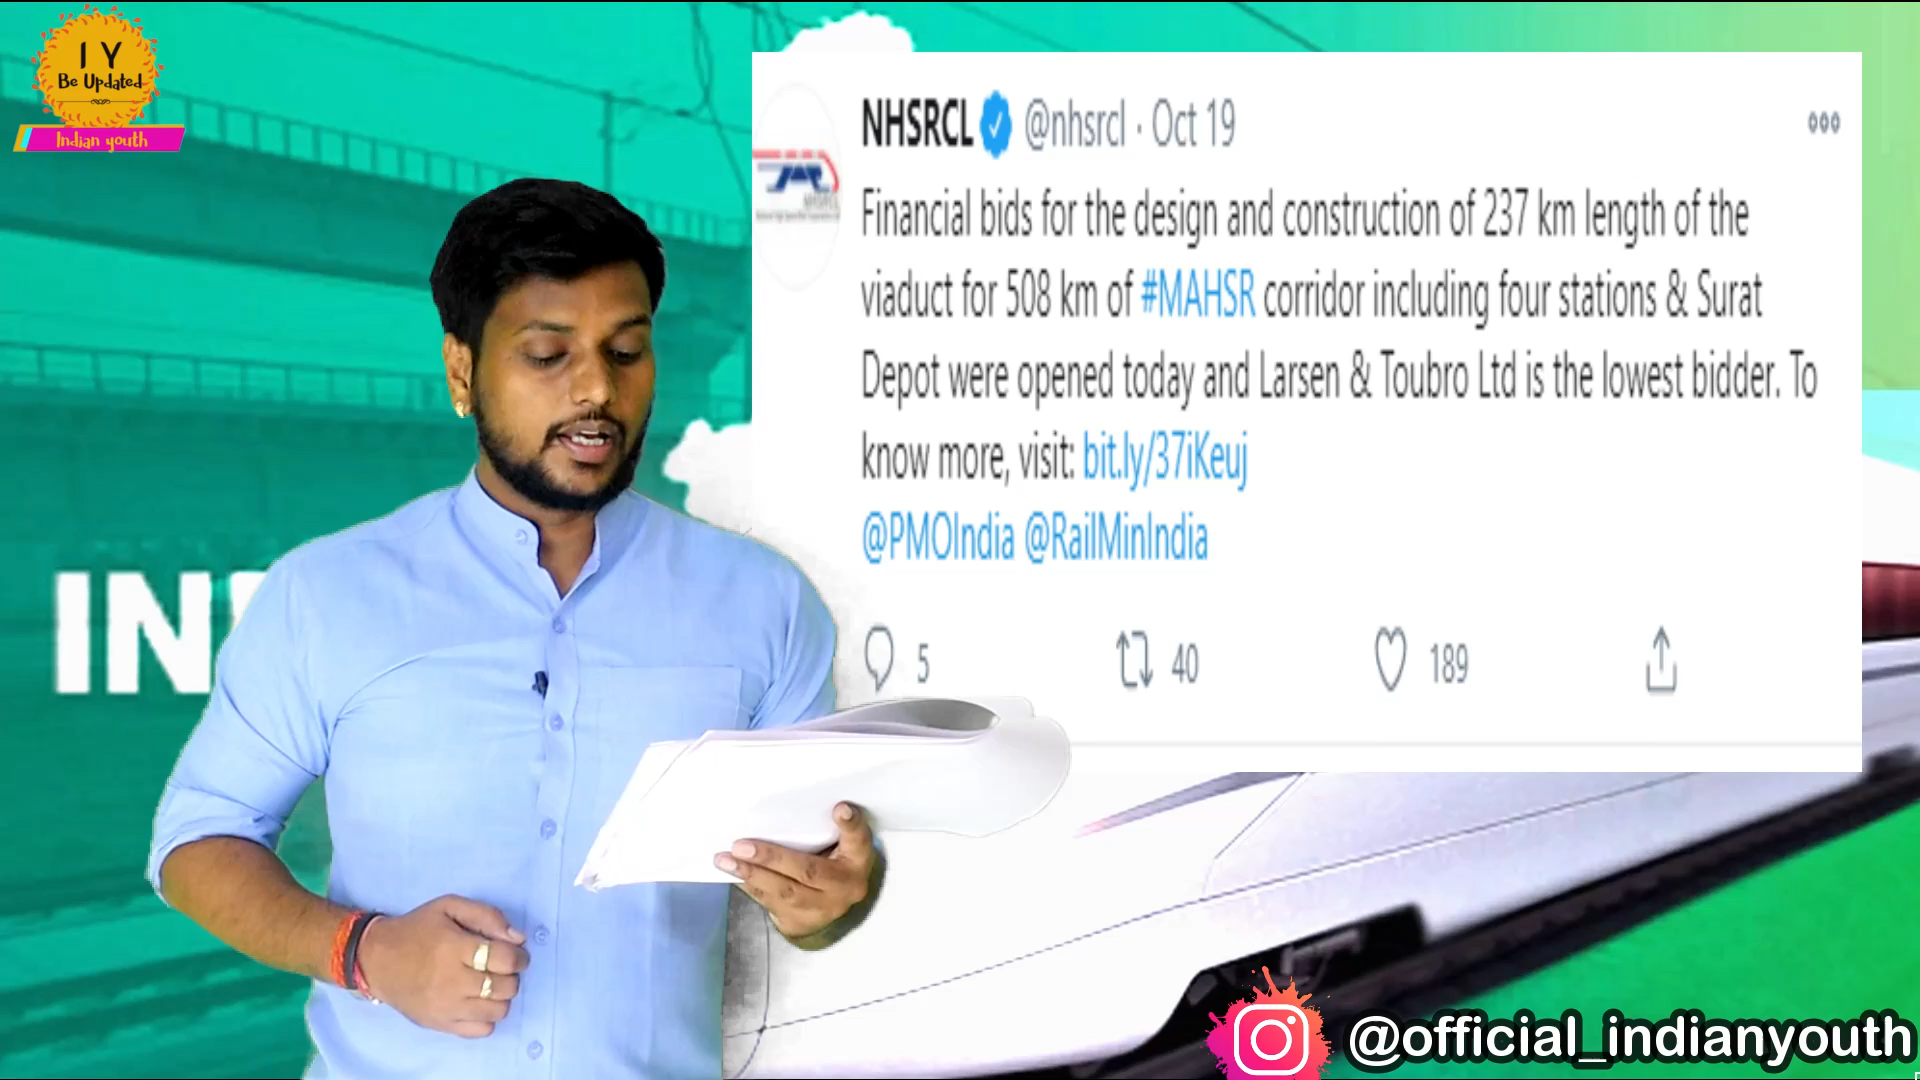 I Y
Be Updated
Indian youth
NHSRCL @nhsrcl · Oct 19
Financial bids for the design and construction of 237 km length of the
viaduct for 508 km of #MAHSR corridor including four stations & Surat
Depot were opened today and Larsen & Toubro Ltd is the lowest bidder. To
know more, visit: bit.ly/37iKeuj
@PMOIndia @RailMinIndia
5 40 189
IN
@official_indianyouth